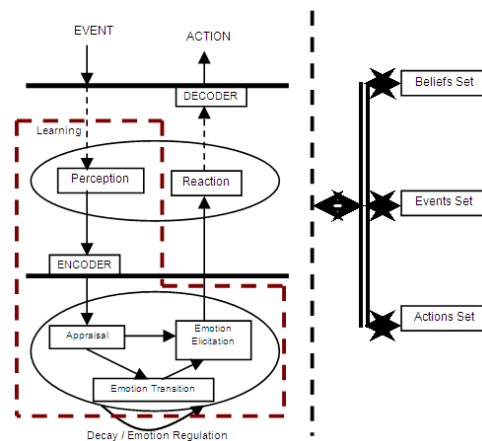 EVENT
ACTION
DECODER
Learning
Perception
Reaction
ENCODER
Appraisal
Emotion
Elicitation
Emotion Transition
Decay / Emotion Regulation
Beliefs Set
Events Set
Actions Set